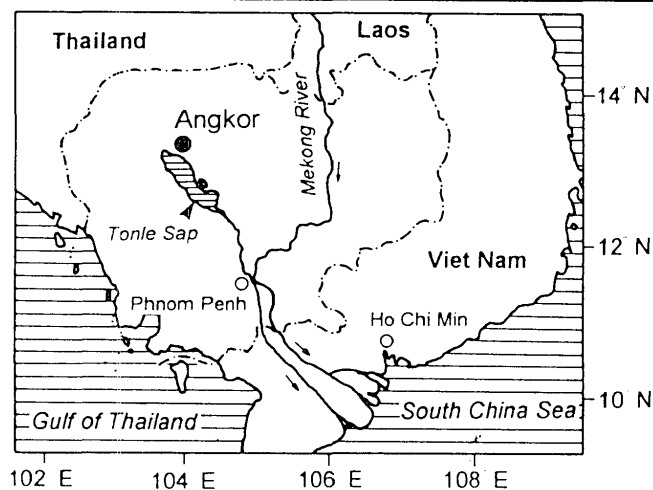 Thailand
Laos
Mekong River
14° N
Angkor
Tonle Sap
12° N
Viet Nam
Phnom Penh
Ho Chi Min
10° N
Gulf of Thailand
South China Sea
102 E 104 E 106 E 108 E